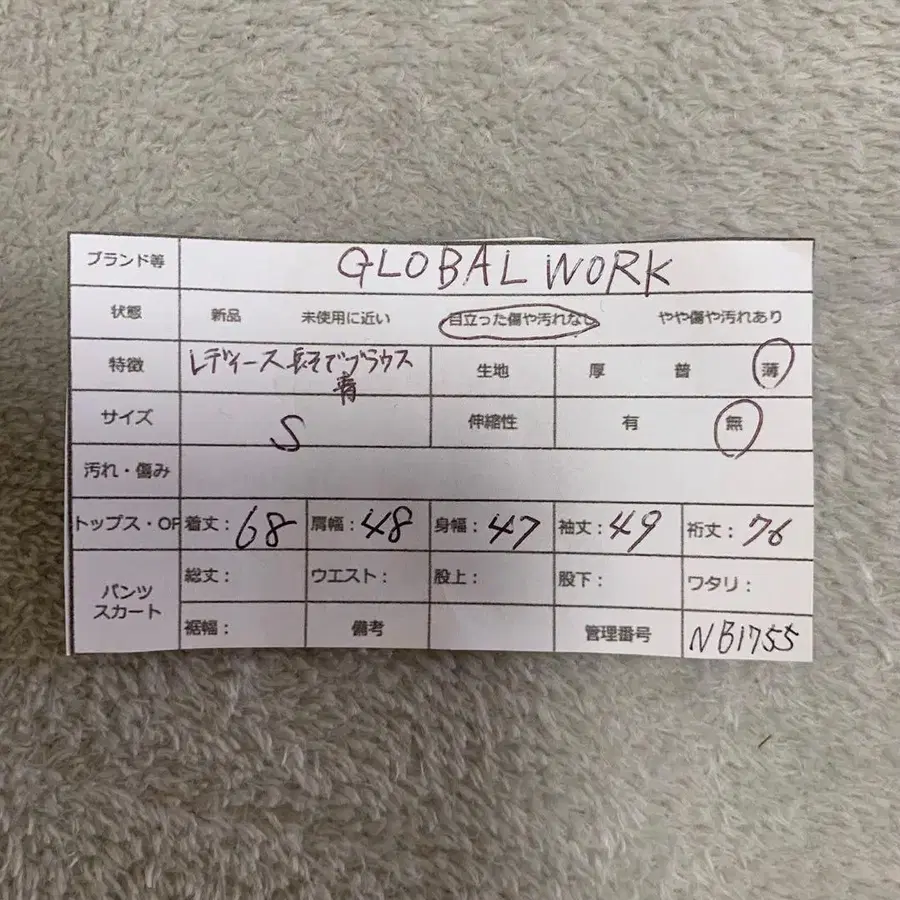 ブランド等 GLOBAL WORK
状態 新品 未使用に近い 目立った傷や汚れなし やや傷や汚れあり
特徴 レディース 長そでブラウス 生地 厚 普 薄
青
サイズ S 伸縮性 有 無
汚れ・傷み
トップス・OP 着丈: 68 肩幅: 48 身幅: 47 袖丈: 49 裄丈: 76
パンツ 総丈: ウエスト: 股上: 股下: ワタリ:
スカート
裾幅: 備考 管理番号 NB1755